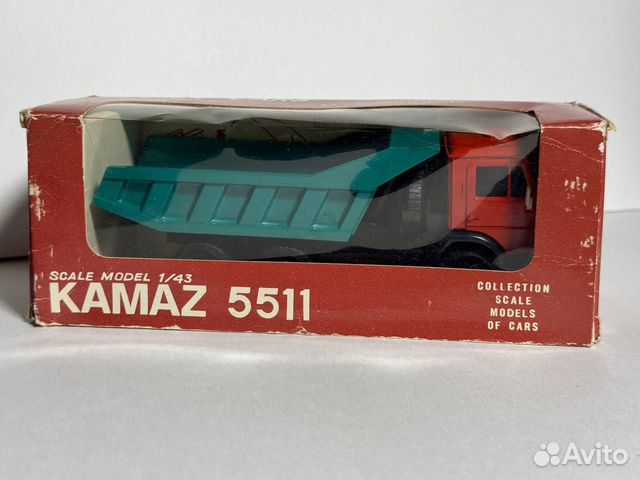 SCALE MODEL 1/43
KAMAZ 5511
COLLECTION
SCALE
MODELS
OF CARS
Avito